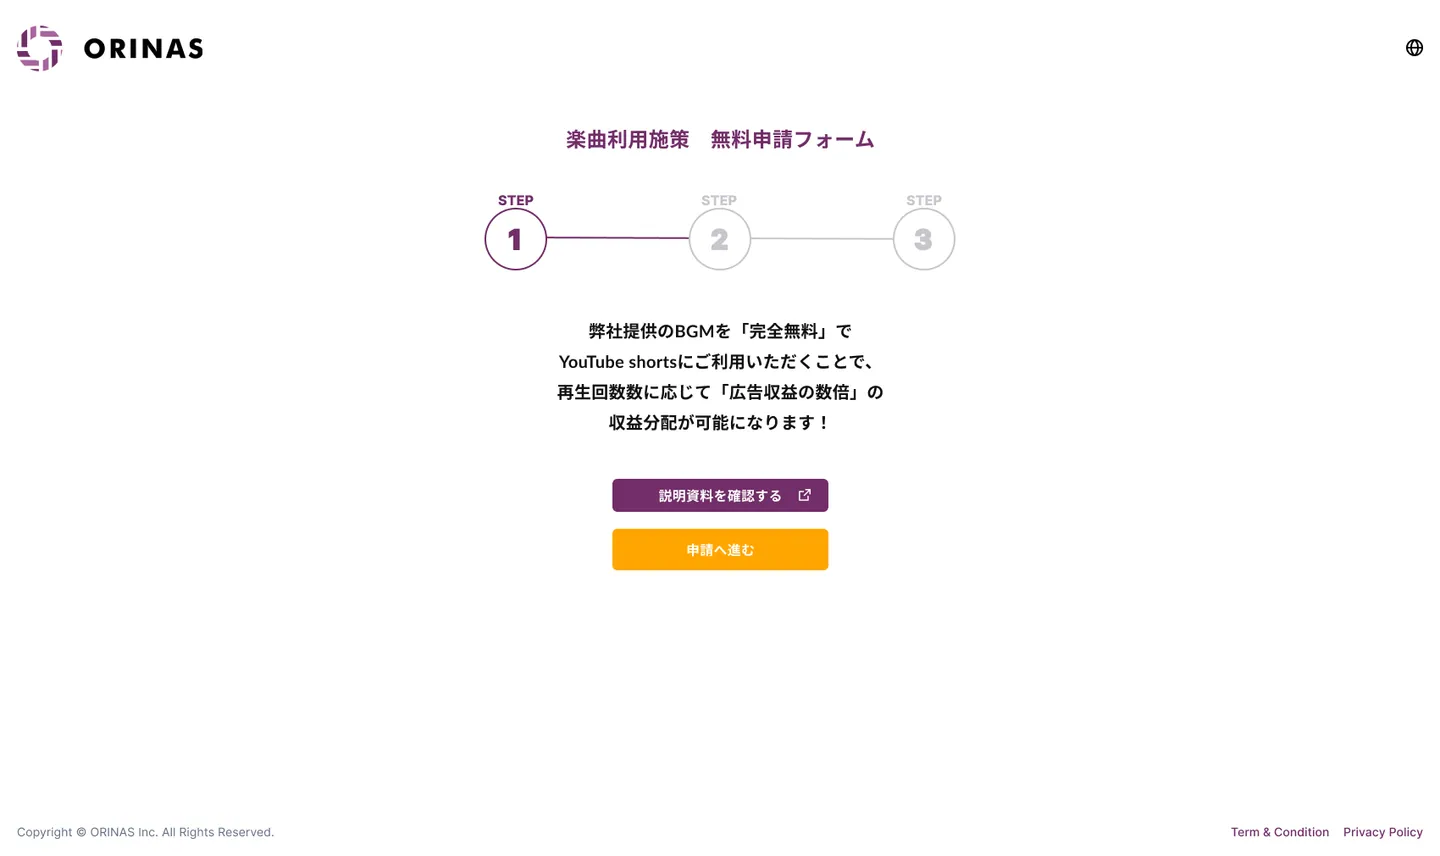 ORINAS
楽曲利用施策　無料申請フォーム
STEP
1
STEP
2
STEP
3
弊社提供のBGMを「完全無料」で
YouTube shortsにご利用いただくことで、
再生回数数に応じて「広告収益の数倍」の
収益分配が可能になります！
説明資料を確認する
申請へ進む
Copyright © ORINAS Inc. All Rights Reserved.
Term & Condition
Privacy Policy